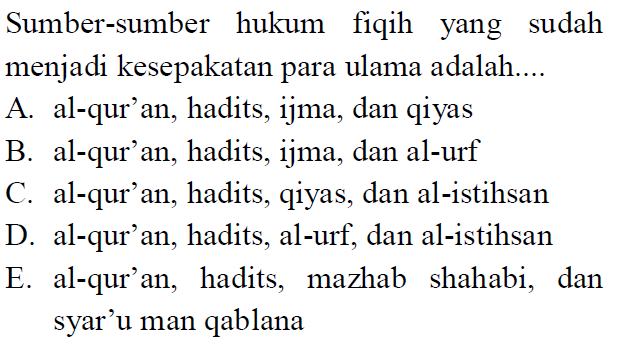 Sumber-sumber hukum fiqih yang sudah
menjadi kesepakatan para ulama adalah....
A. al-qur’an, hadits, ijma, dan qiyas
B. al-qur’an, hadits, ijma, dan al-urf
C. al-qur’an, hadits, qiyas, dan al-istihsan
D. al-qur’an, hadits, al-urf, dan al-istihsan
E. al-qur’an, hadits, mazhab shahabi, dan
syar’u man qablana